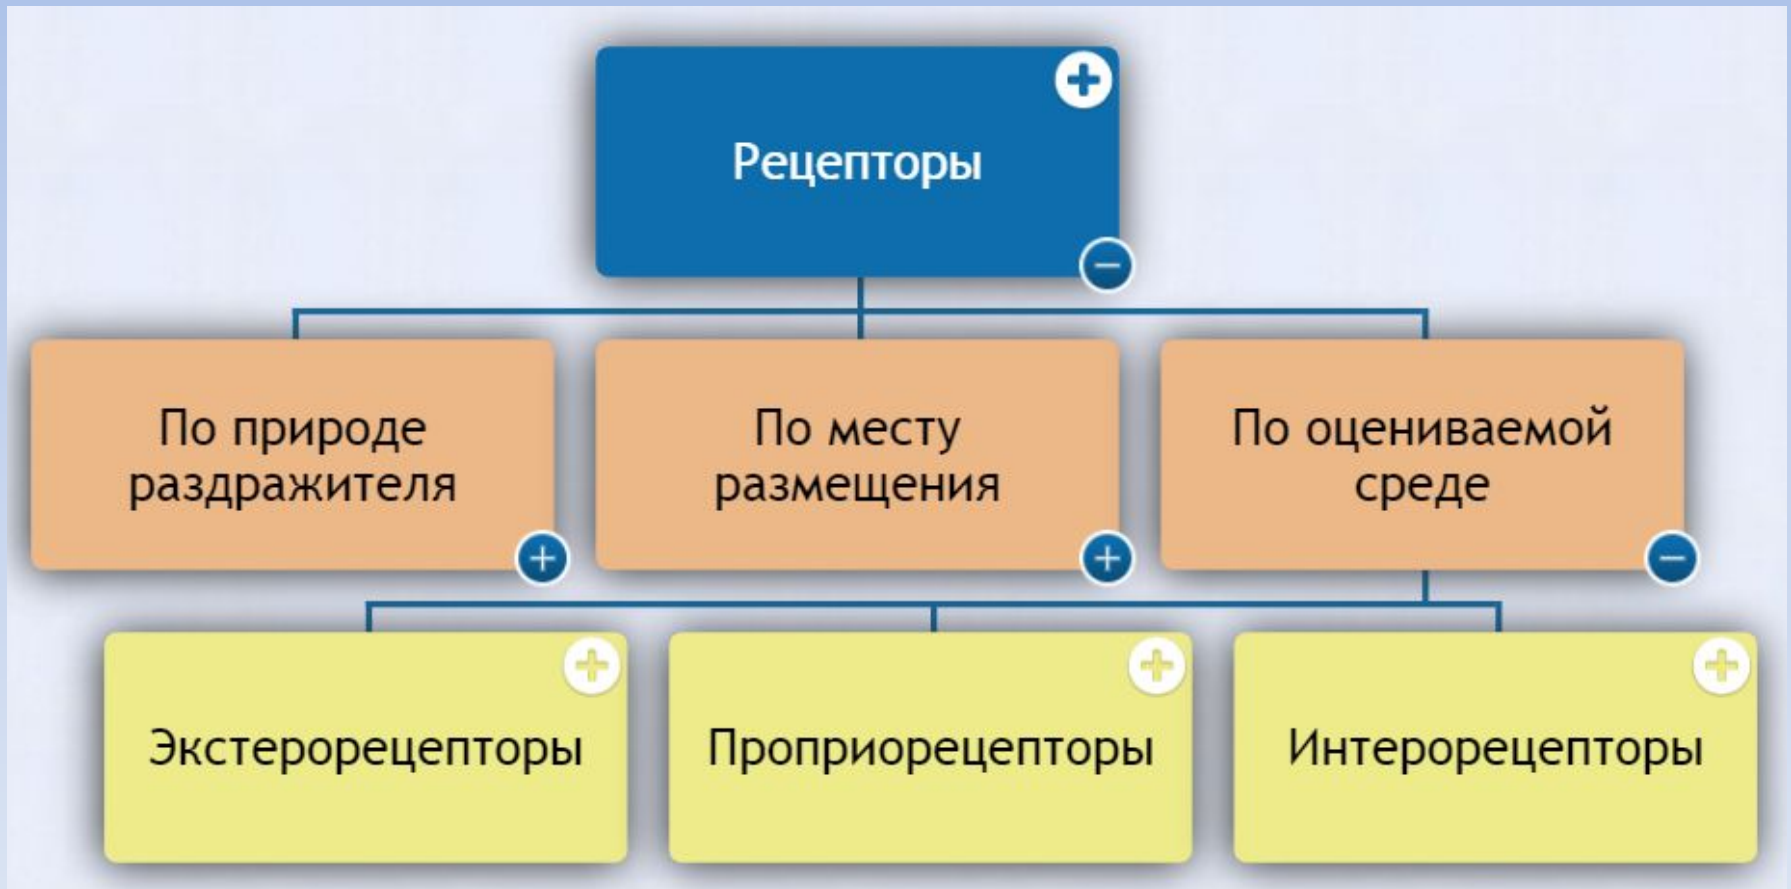 Рецепторы
По природе
раздражителя
По месту
размещения
По оцениваемой
среде
Экстерорецепторы
Проприорецепторы
Интерорецепторы